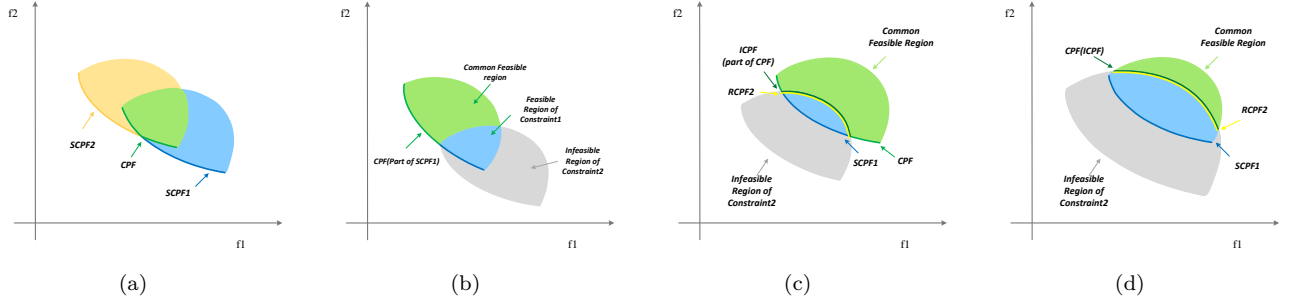 f2
SCPF2
CPF
SCPF1
f1
(a)
f2
Common Feasible
region
Feasible
Region of
Constraint1
CPF(Part of SCPF1)
Infeasible
Region of
Constraint2
f1
(b)
f2
ICPF
(part of CPF)
Common
Feasible Region
RCPF2
SCPF1
CPF
Infeasible
Region of
Constraint2
f1
(c)
f2
CPF(ICPF)
Common
Feasible Region
RCPF2
SCPF1
Infeasible
Region of
Constraint2
f1
(d)